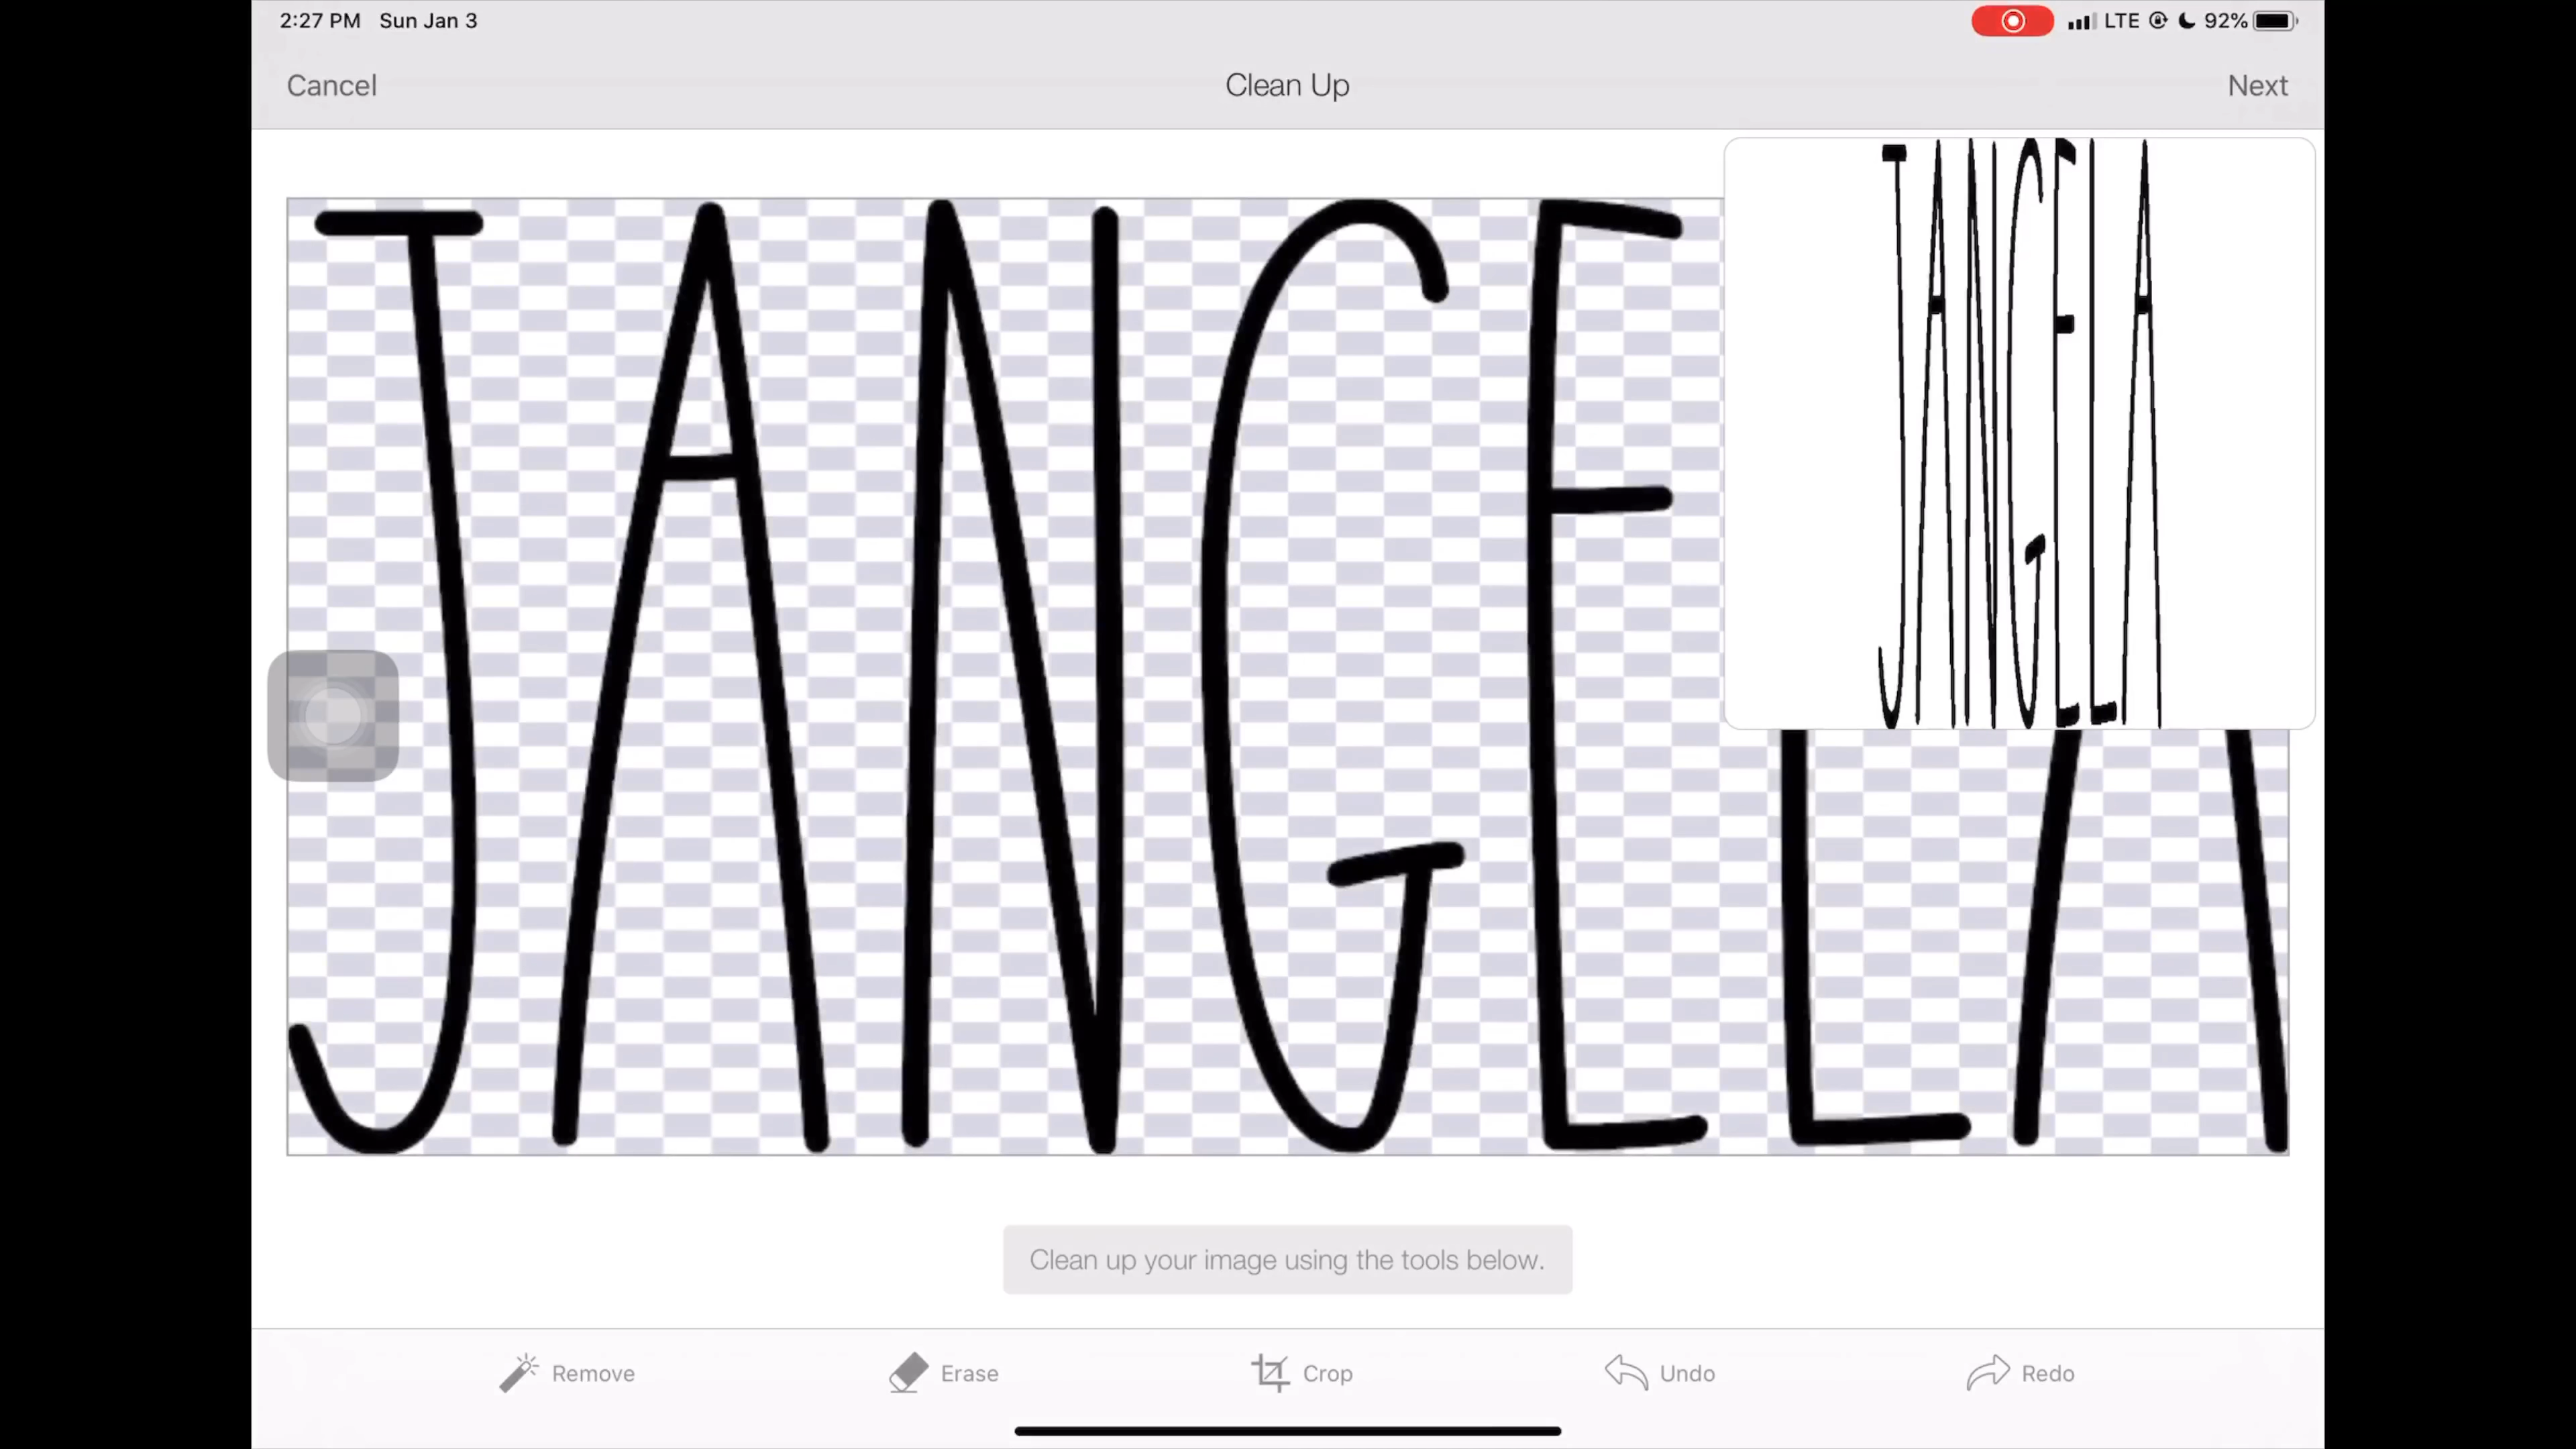 2:27 PM Sun Jan 3 LTE 92%
Cancel Clean Up Next
JANGELA
JANGELA
Clean up your image using the tools below.
Remove Erase Crop Undo Redo